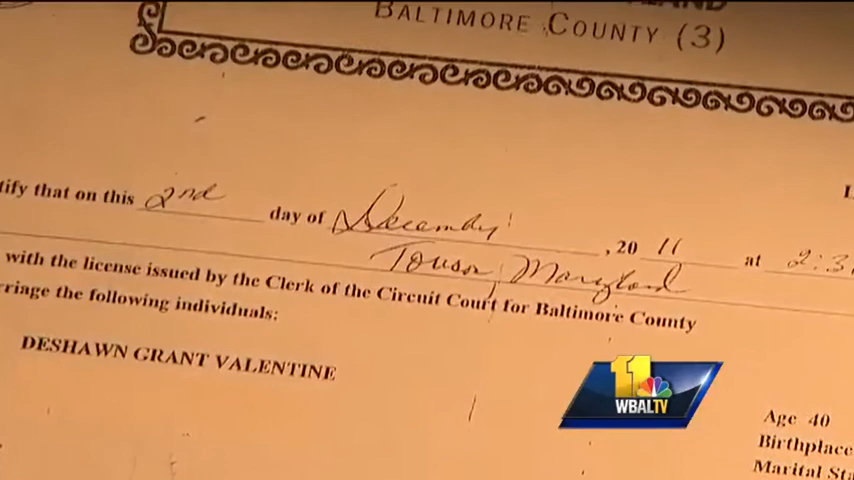 BALTIMORE COUNTY (3)
tify that on this 2nd day of December, 2011 at 2:3
Towson, Maryland
with the license issued by the Clerk of the Circuit Court for Baltimore County
rriage the following individuals:
DESHAWN GRANT VALENTINE
11
WBALTV
Age 40
Birthplace
Marital Sta